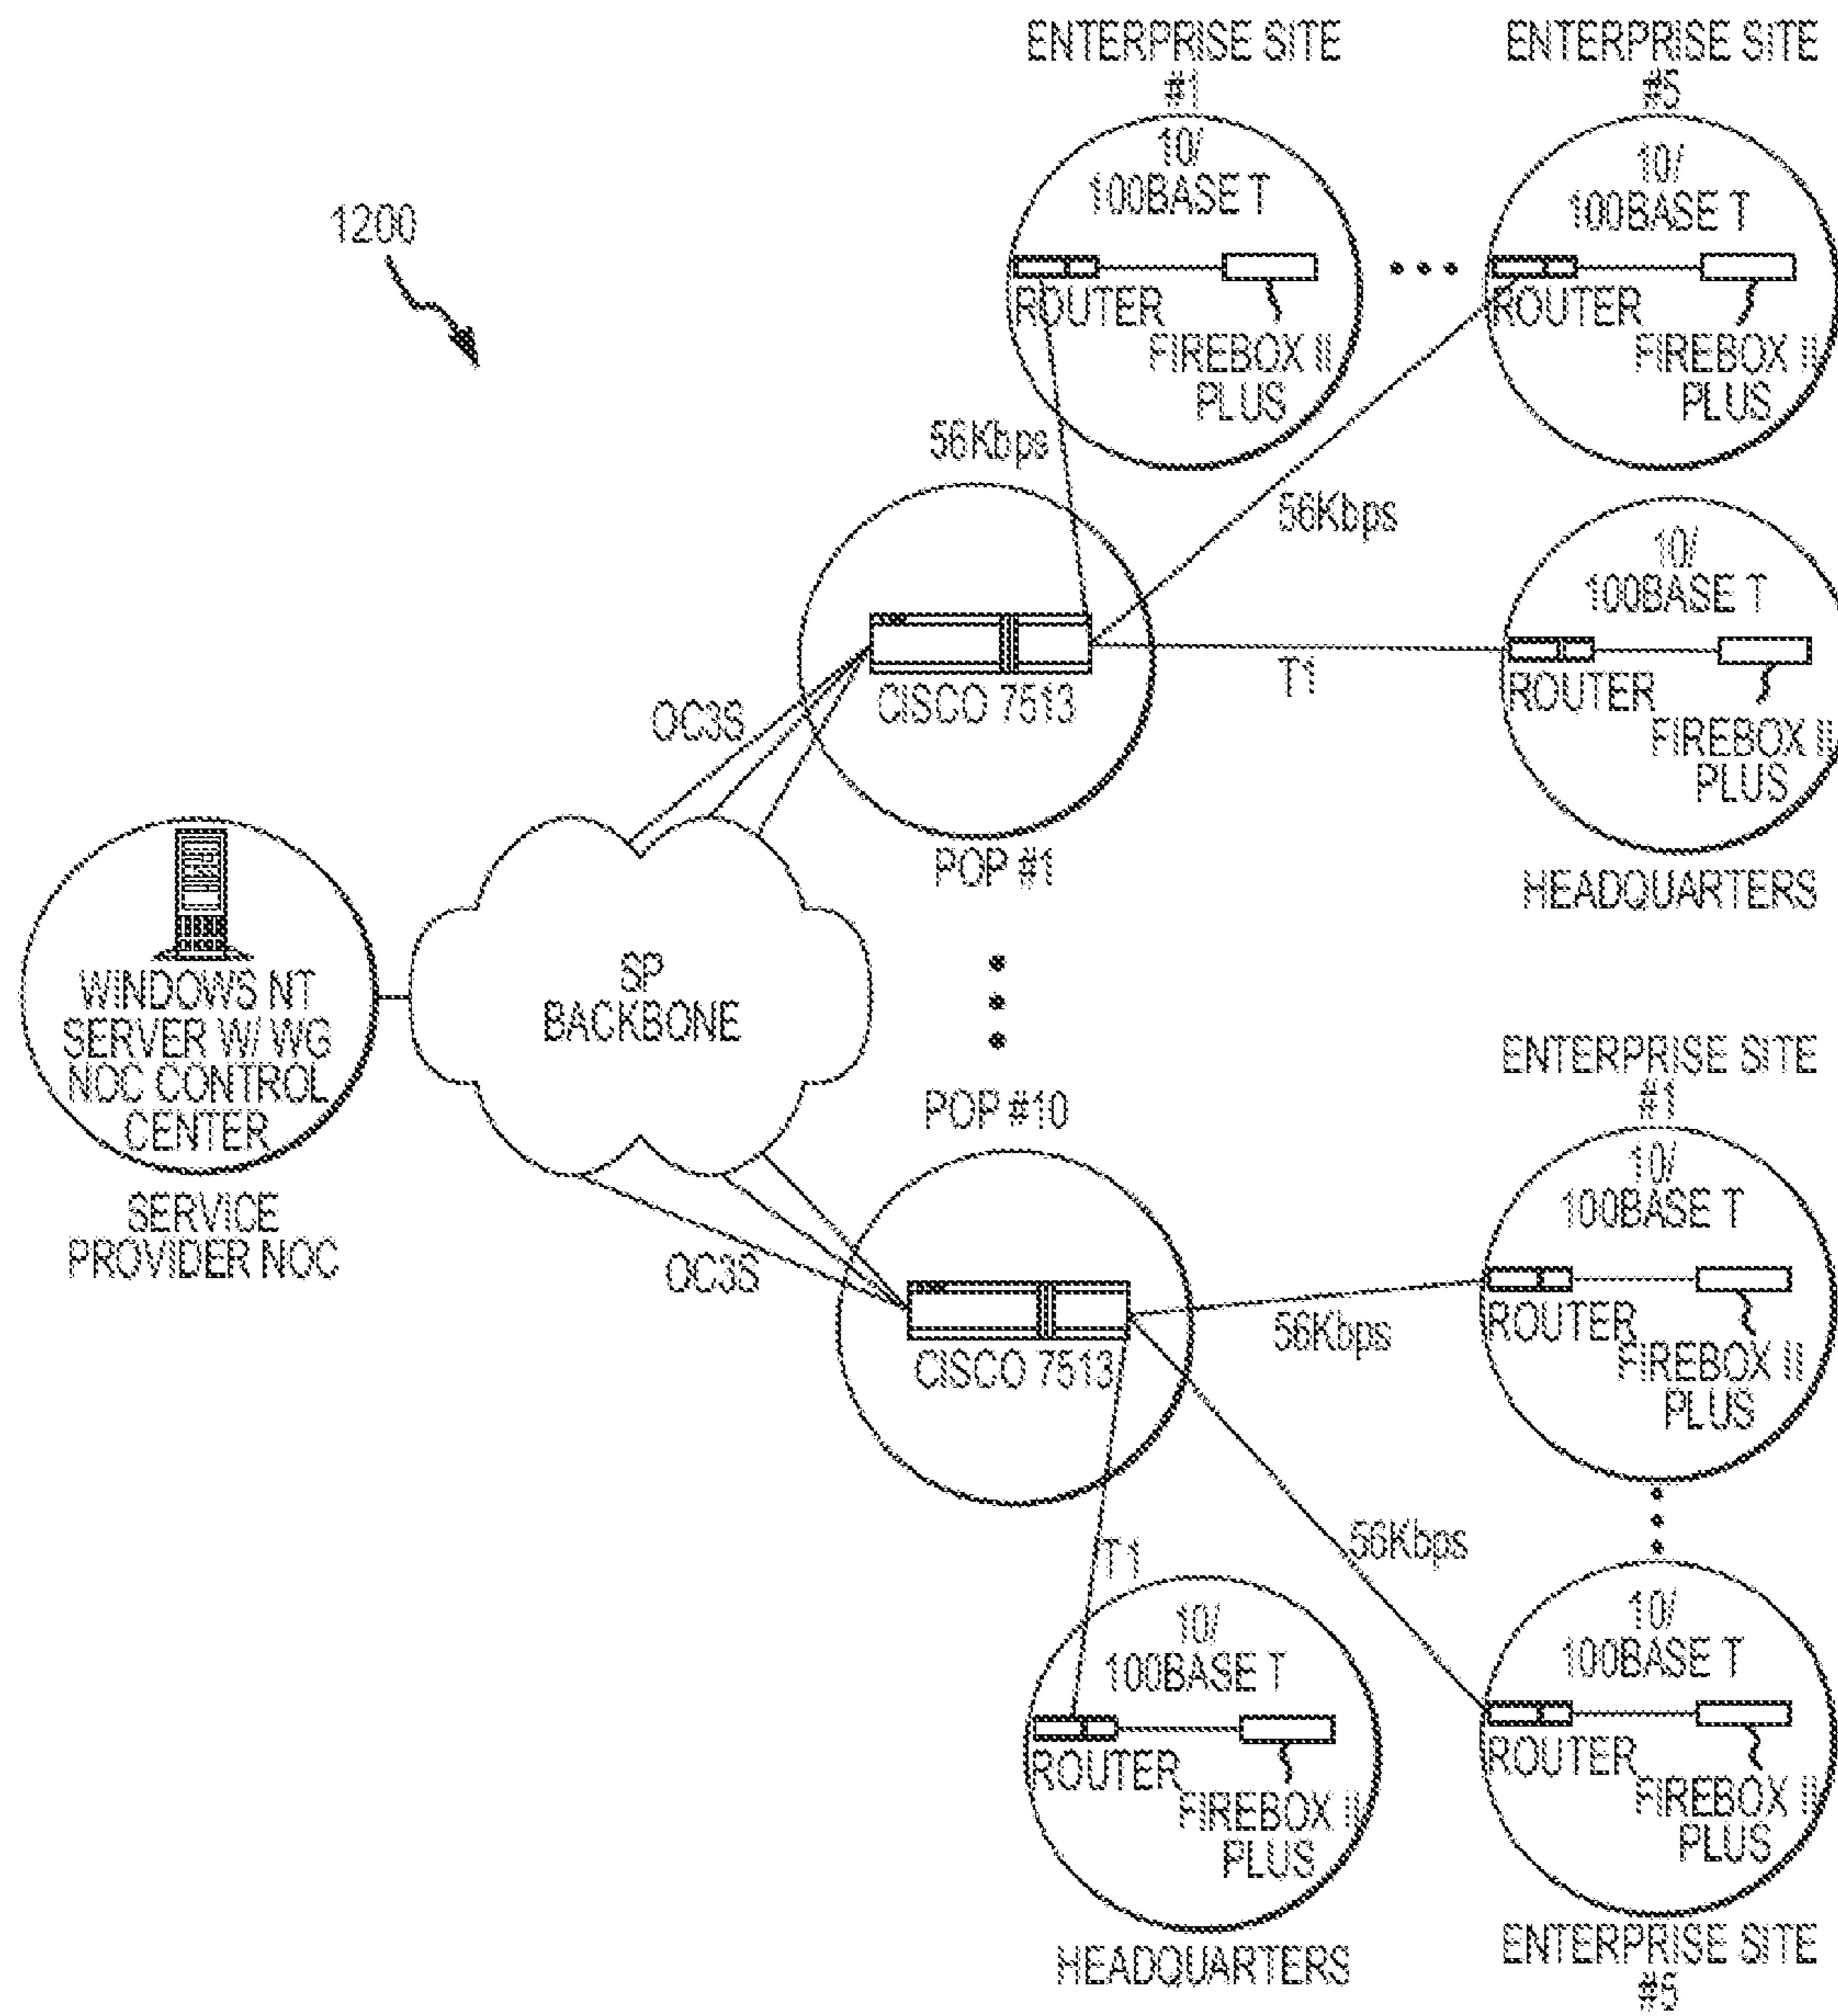 ENTERPRISE SITE
#1
ENTERPRISE SITE
#5
1200
10/
100BASE T
ROUTER
FIREBOX II
PLUS
10/
100BASE T
ROUTER
FIREBOX II
PLUS
56Kbps
56Kbps
10/
100BASE T
T1
ROUTER
FIREBOX II
PLUS
HEADQUARTERS
OC3S
CISCO 7513
POP #1
WINDOWS NT
SERVER W/ WG
NOC CONTROL
CENTER
SERVICE
PROVIDER NOC
SP
BACKBONE
POP #10
OC3S
CISCO 7513
ENTERPRISE SITE
#1
10/
100BASE T
56Kbps
ROUTER
FIREBOX II
PLUS
T1
56Kbps
10/
100BASE T
ROUTER
FIREBOX II
PLUS
HEADQUARTERS
10/
100BASE T
ROUTER
FIREBOX II
PLUS
ENTERPRISE SITE
#5